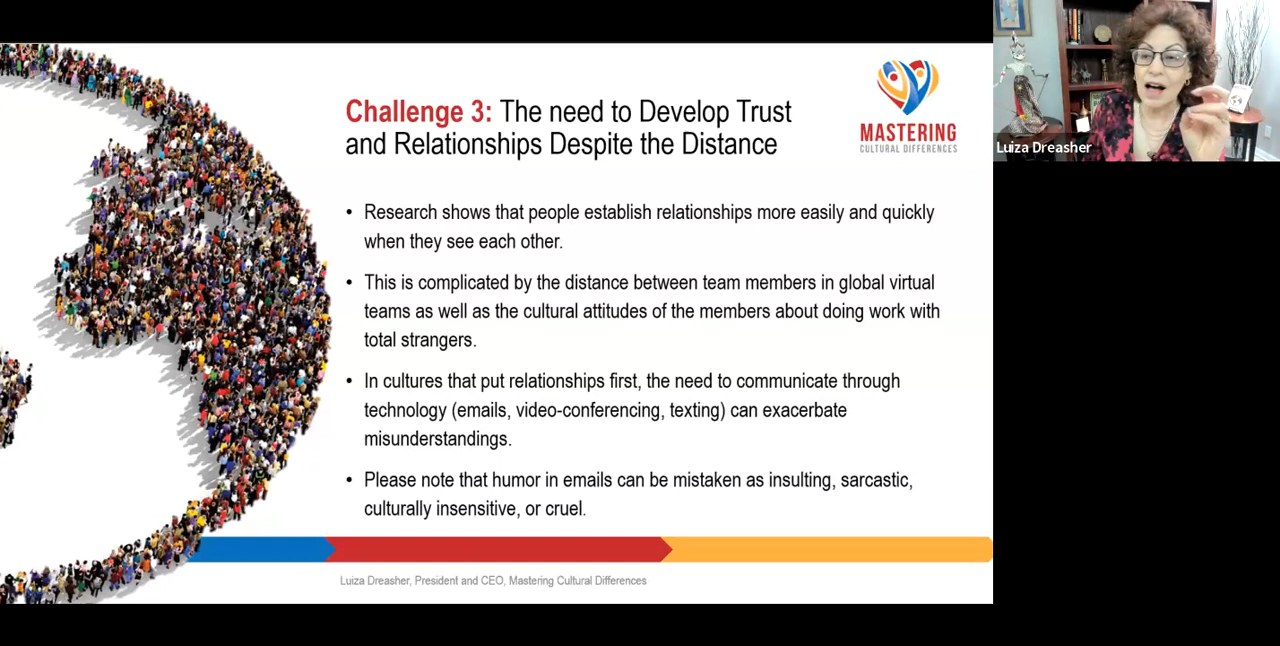 Challenge 3: The need to Develop Trust
and Relationships Despite the Distance
MASTERING
CULTURAL DIFFERENCES
Luiza Dreasher
• Research shows that people establish relationships more easily and quickly
when they see each other.
• This is complicated by the distance between team members in global virtual
teams as well as the cultural attitudes of the members about doing work with
total strangers.
• In cultures that put relationships first, the need to communicate through
technology (emails, video-conferencing, texting) can exacerbate
misunderstandings.
• Please note that humor in emails can be mistaken as insulting, sarcastic,
culturally insensitive, or cruel.
Luiza Dreasher, President and CEO, Mastering Cultural Differences